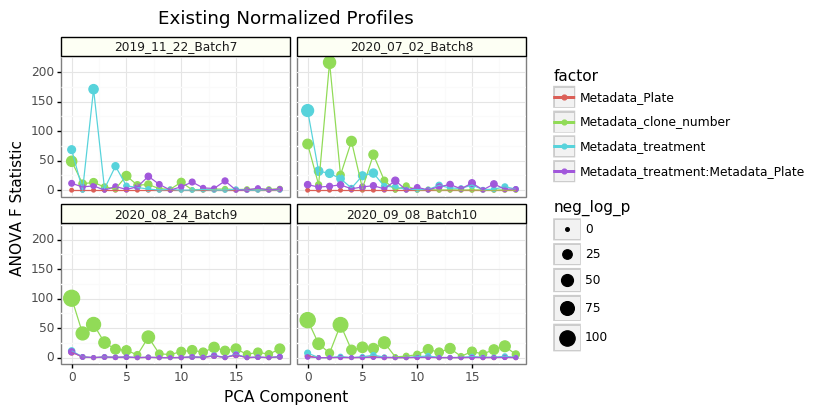 Existing Normalized Profiles
2019_11_22_Batch7
2020_07_02_Batch8
200
150
100
50
0
2020_08_24_Batch9
2020_09_08_Batch10
200
150
100
50
0
0 5 10 15
0 5 10 15
PCA Component
ANOVA F Statistic
factor
Metadata_Plate
Metadata_clone_number
Metadata_treatment
Metadata_treatment:Metadata_Plate
neg_log_p
0
25
50
75
100